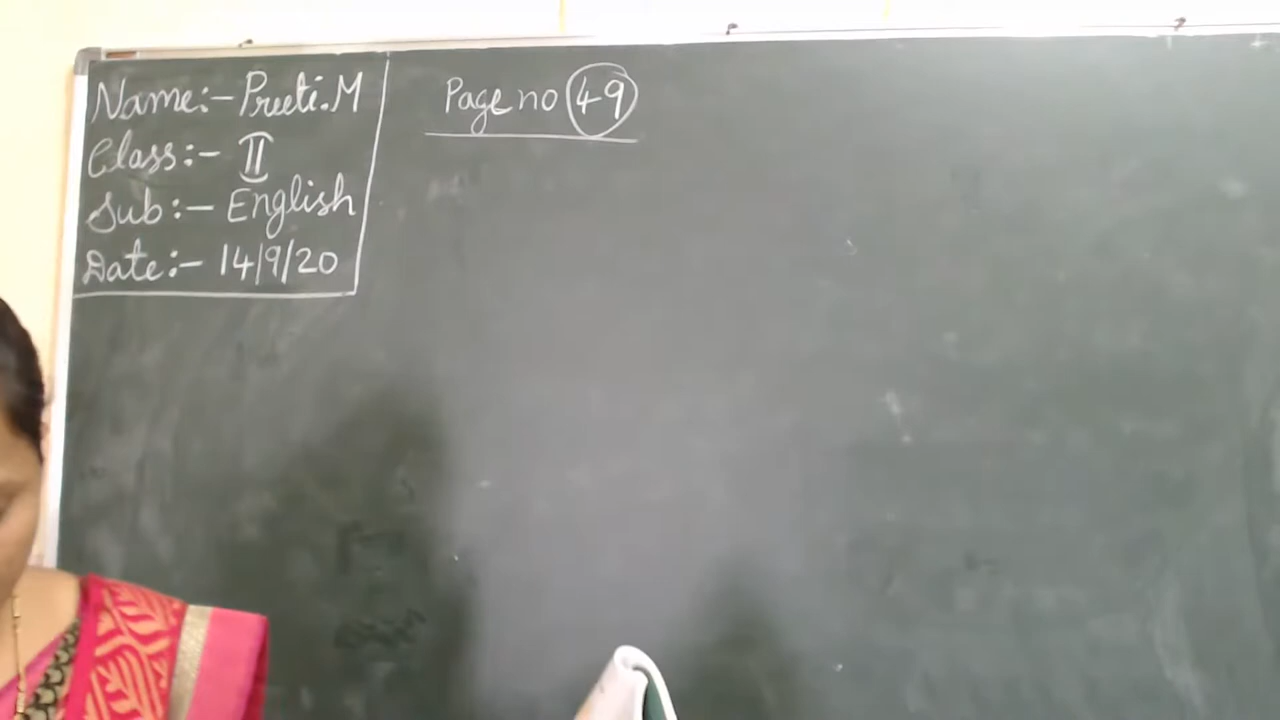 Name:- Preeti.M
Class:- II
Sub:- English
Date:- 14/9/20
Page no 49